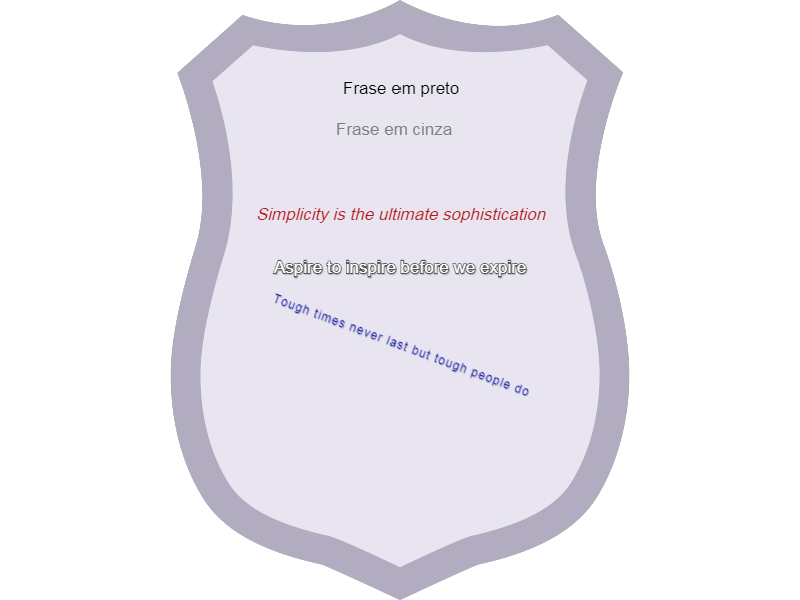 Frase em preto
Frase em cinza
Simplicity is the ultimate sophistication
Aspire to inspire before we expire
Tough times never last but tough people do